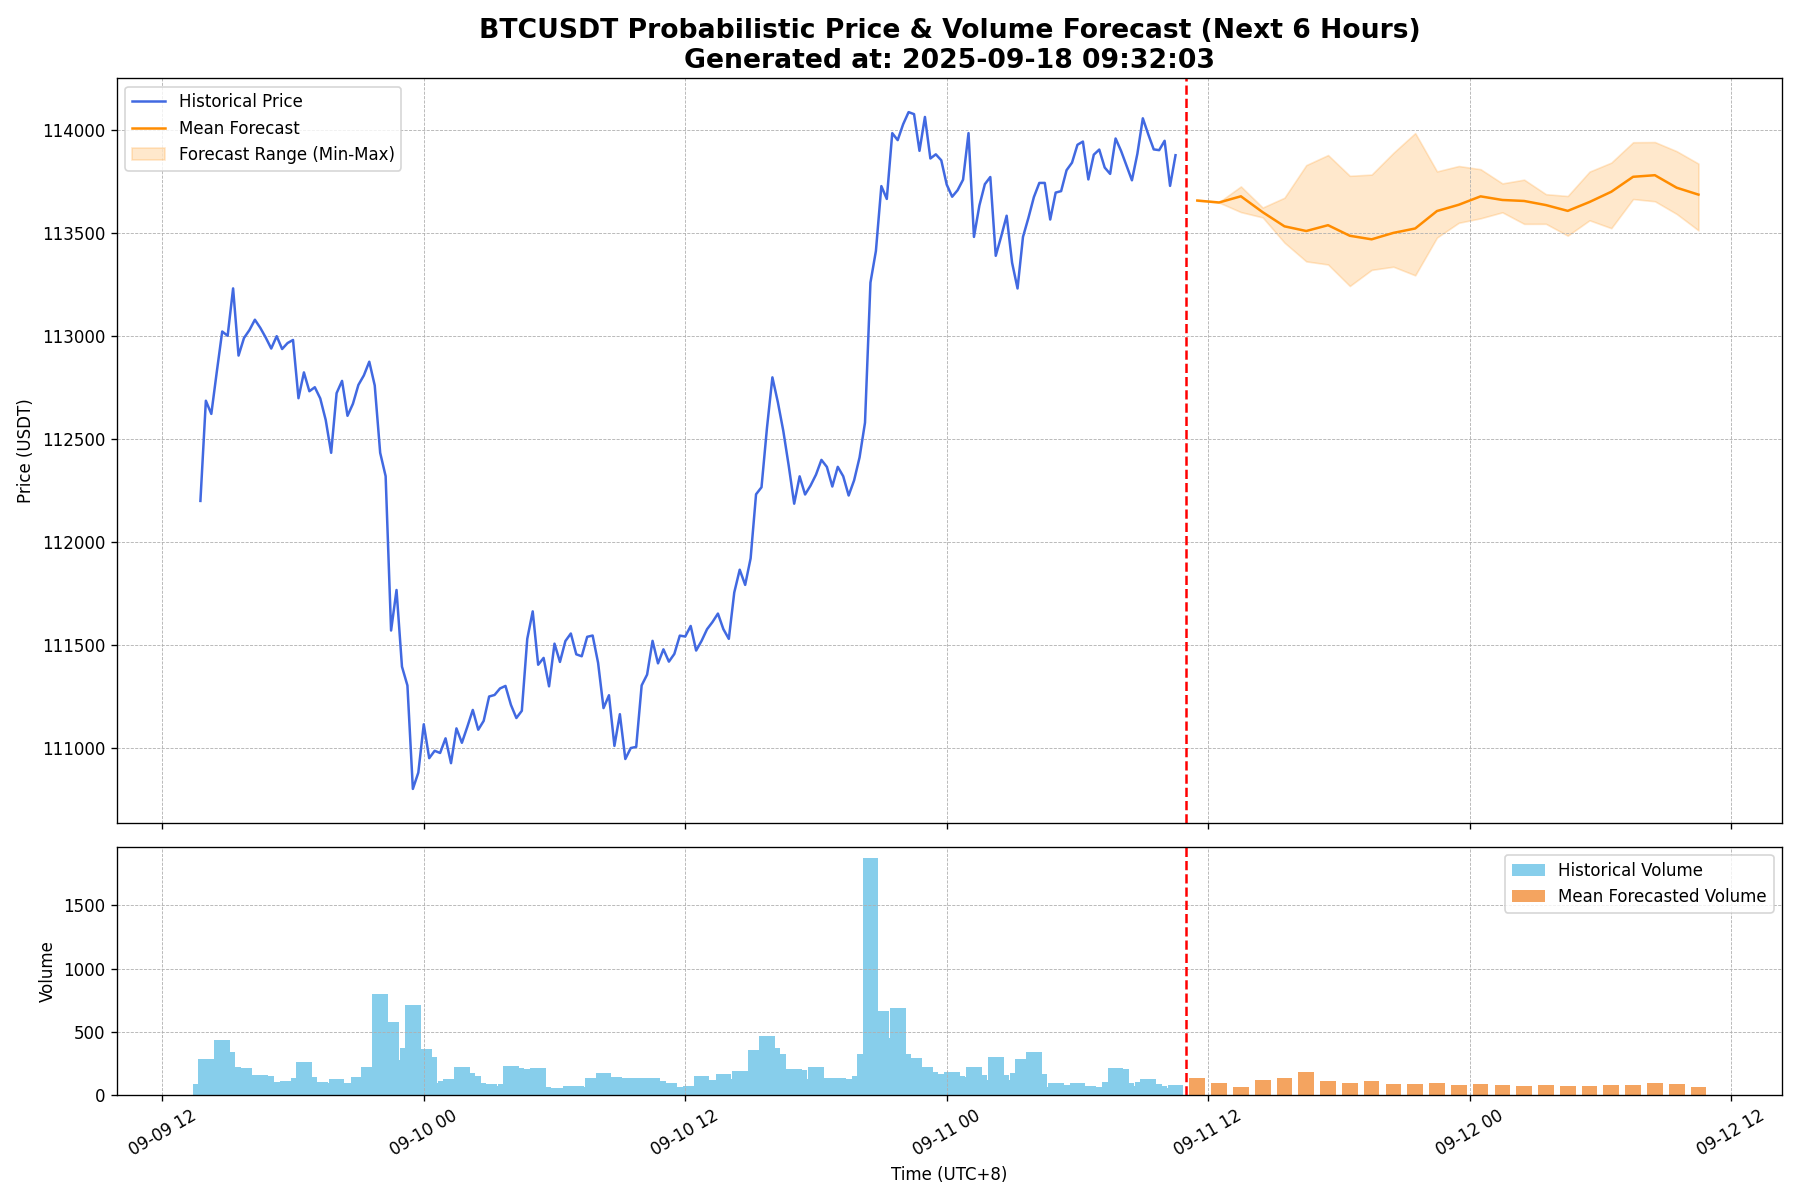 BTCUSDT Probabilistic Price & Volume Forecast (Next 6 Hours)
Generated at: 2025-09-18 09:32:03
Historical Price
Mean Forecast
Forecast Range (Min-Max)
114000
113500
113000
112500
112000
111500
111000
Price (USDT)
Historical Volume
Mean Forecasted Volume
1500
1000
500
0
Volume
09-09 12
09-10 00
09-10 12
09-11 00
09-11 12
09-12 00
09-12 12
Time (UTC+8)